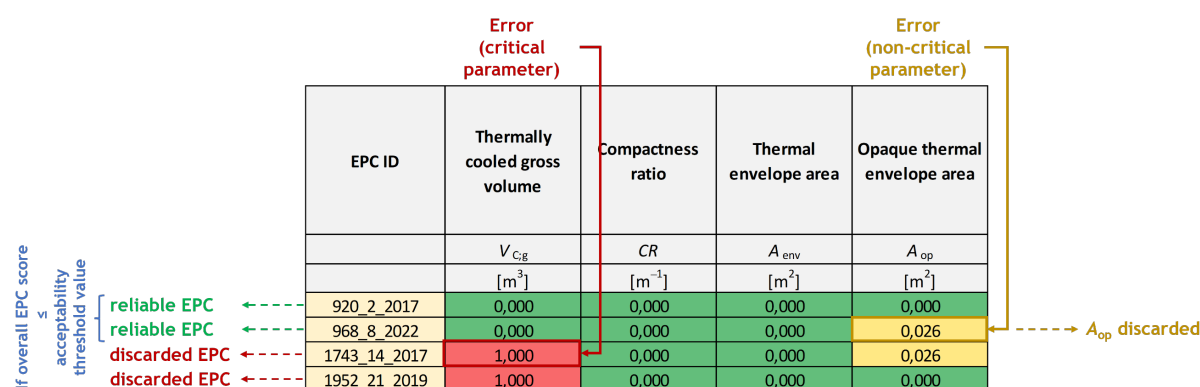 Error
(critical
parameter)
Error
(non-critical
parameter)
EPC ID
Thermally
cooled gross
volume
Compactness
ratio
Thermal
envelope area
Opaque thermal
envelope area
V C;g
CR
A env
A op
[m³]
[m⁻¹]
[m²]
[m²]
If overall EPC score
≤
acceptability
threshold value
reliable EPC 920_2_2017 0,000 0,000 0,000 0,000
reliable EPC 968_8_2022 0,000 0,000 0,000 0,026 Aop discarded
discarded EPC 1743_14_2017 1,000 0,000 0,000 0,026
discarded EPC 1952_21_2019 1,000 0,000 0,000 0,000